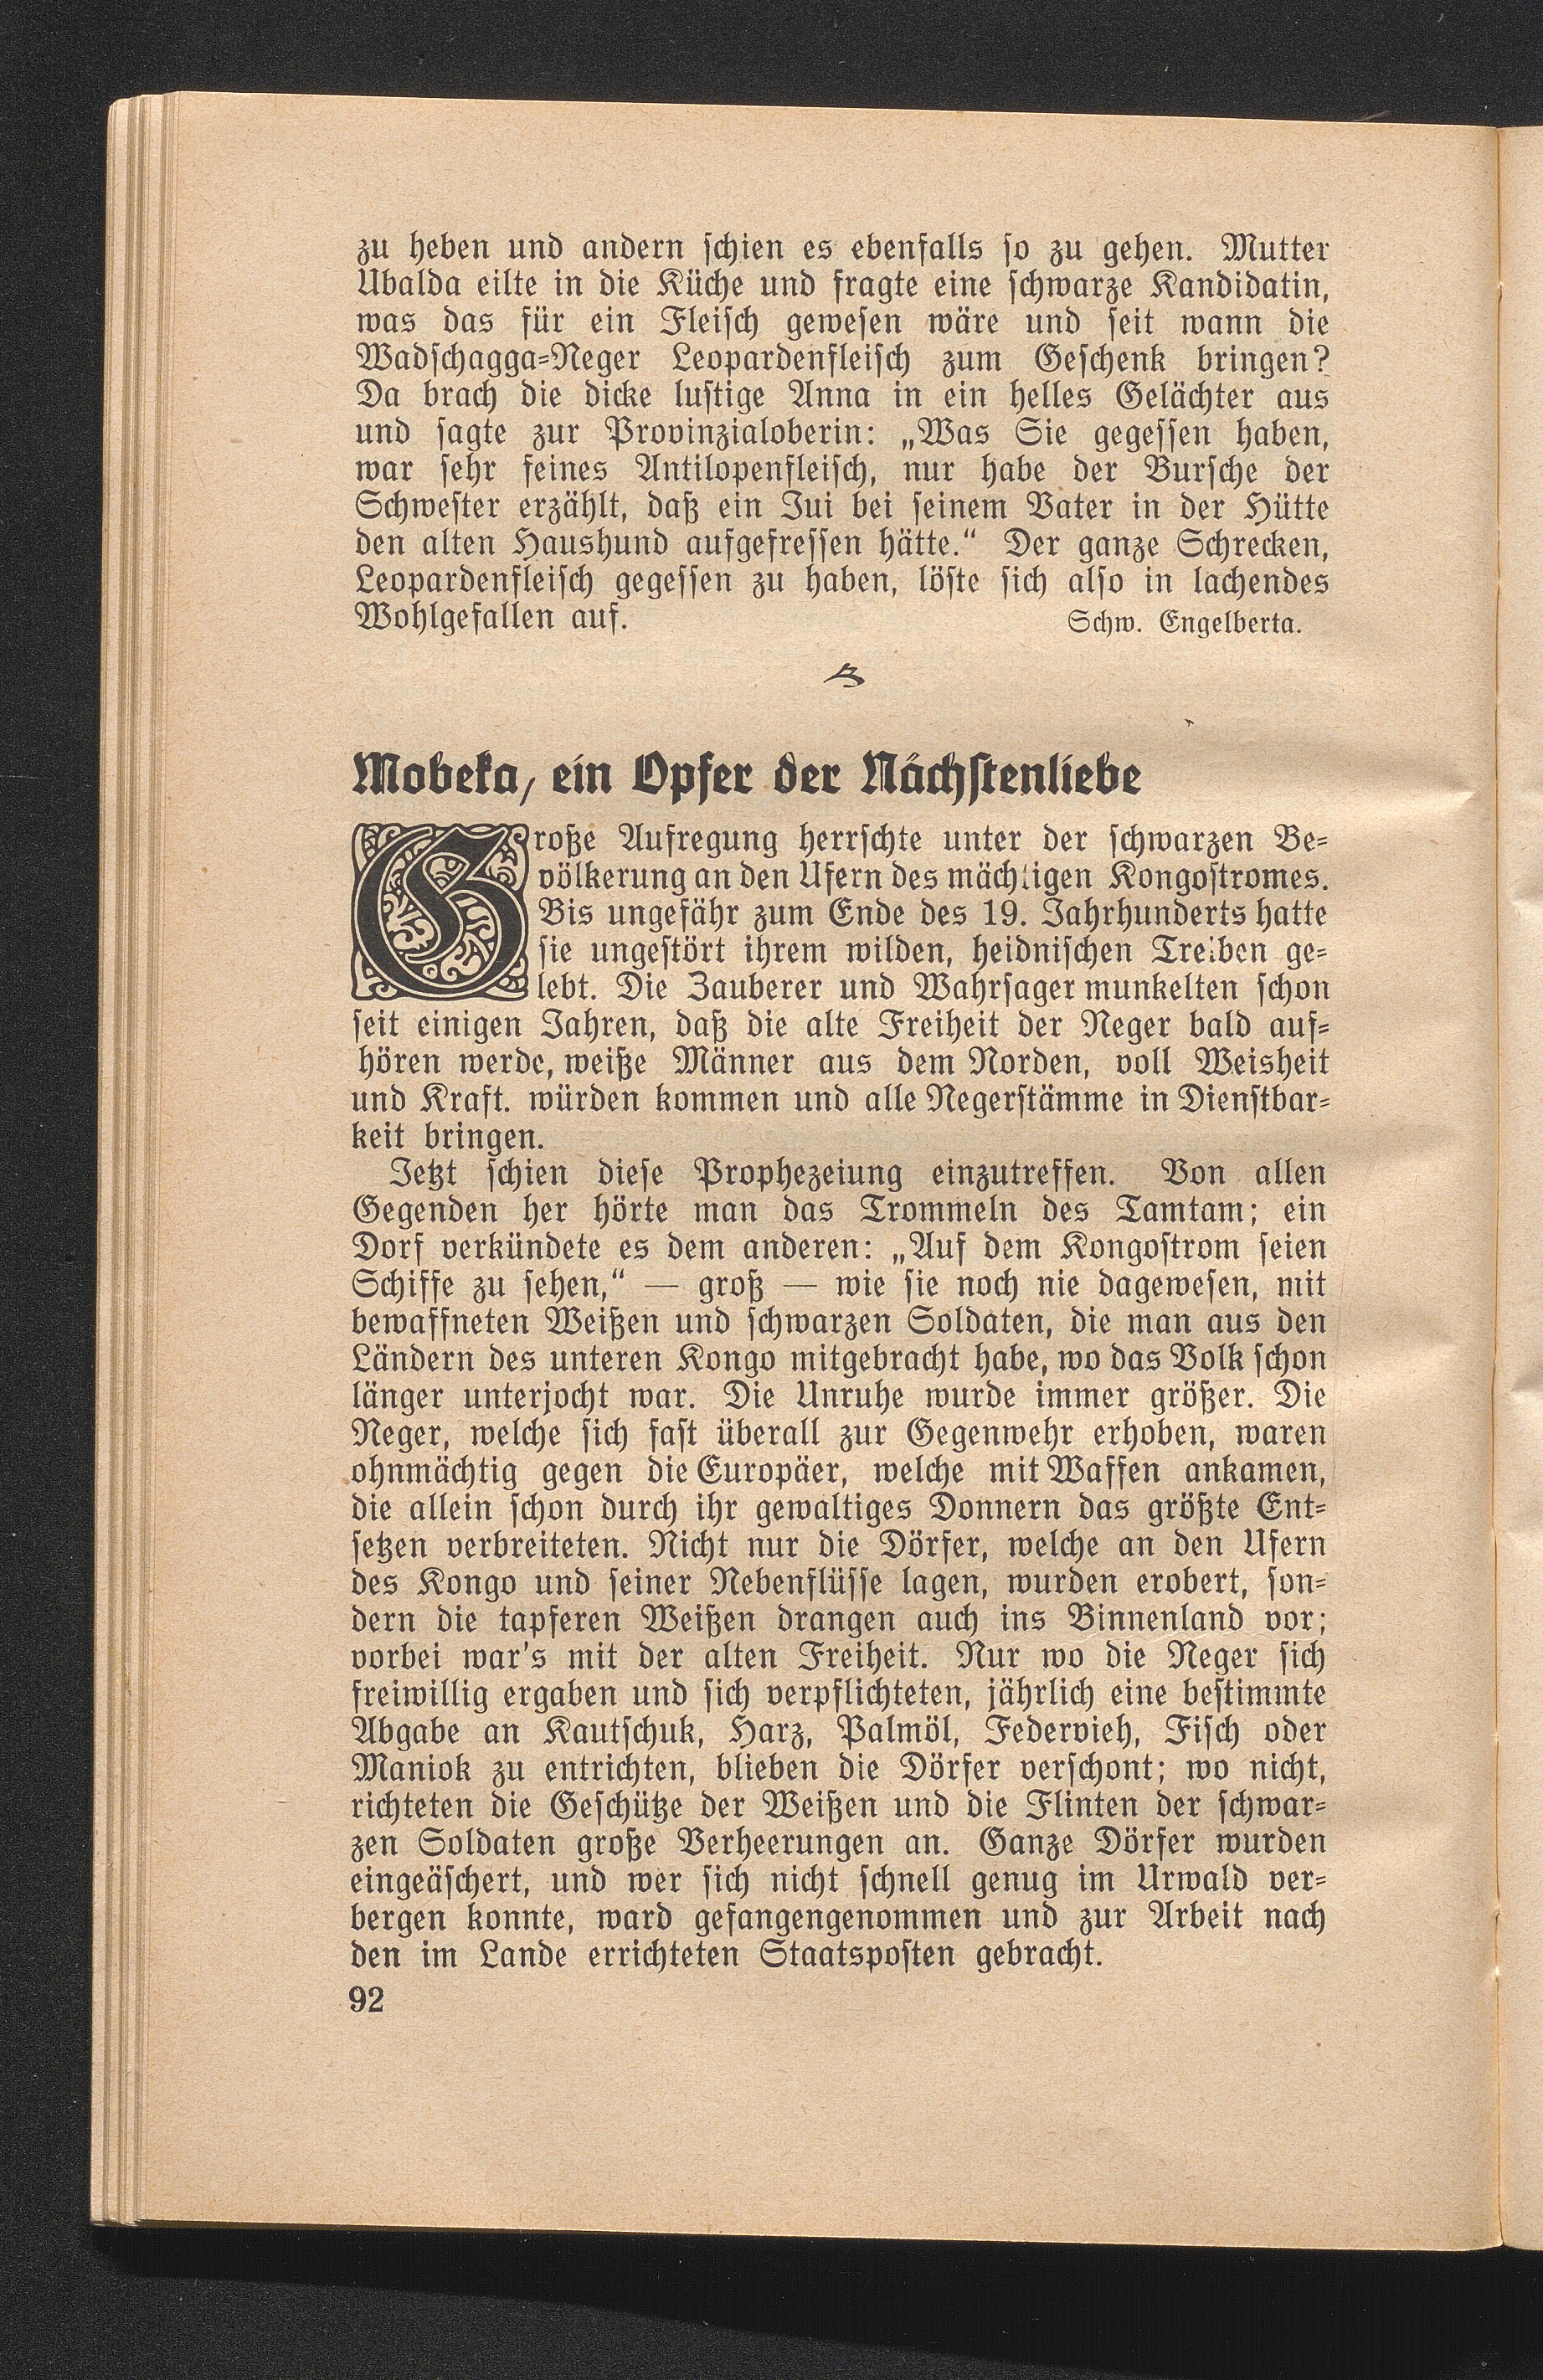 zu heben und andern schien es ebenfalls so zu gehen. Mutter
Ubalda eilte in die Küche und fragte eine schwarze Kandidatin,
was das für ein Fleisch gewesen wäre und seit wann die
Wadschagga-Neger Leopardenfleisch zum Geschenk bringen?
Da brach die dicke lustige Anna in ein helles Gelächter aus
und sagte zur Provinzialoberin: „Was Sie gegessen haben,
war sehr feines Antilopenfleisch, nur habe der Bursche der
Schwester erzählt, daß ein Jui bei seinem Vater in der Hütte
den alten Haushund aufgefressen hätte.“ Der ganze Schrecken,
Leopardenfleisch gegessen zu haben, löste sich also in lachendes
Wohlgefallen auf. Schw. Engelberta.
Mobeka, ein Opfer der Nächstenliebe
Große Aufregung herrschte unter der schwarzen Be-
völkerung an den Ufern des mächtigen Kongostromes.
Bis ungefähr zum Ende des 19. Jahrhunderts hatte
sie ungestört ihrem wilden, heidnischen Treiben ge-
lebt. Die Zauberer und Wahrsager munkelten schon
seit einigen Jahren, daß die alte Freiheit der Neger bald auf-
hören werde, weiße Männer aus dem Norden, voll Weisheit
und Kraft. würden kommen und alle Negerstämme in Dienstbar-
keit bringen.
Jetzt schien diese Prophezeiung einzutreffen. Von allen
Gegenden her hörte man das Trommeln des Tamtam; ein
Dorf verkündete es dem anderen: „Auf dem Kongostrom seien
Schiffe zu sehen,“ — groß — wie sie noch nie dagewesen, mit
bewaffneten Weißen und schwarzen Soldaten, die man aus den
Ländern des unteren Kongo mitgebracht habe, wo das Volk schon
länger unterjocht war. Die Unruhe wurde immer größer. Die
Neger, welche sich fast überall zur Gegenwehr erhoben, waren
ohnmächtig gegen die Europäer, welche mit Waffen ankamen,
die allein schon durch ihr gewaltiges Donnern das größte Ent-
setzen verbreiteten. Nicht nur die Dörfer, welche an den Ufern
des Kongo und seiner Nebenflüsse lagen, wurden erobert, son-
dern die tapferen Weißen drangen auch ins Binnenland vor;
vorbei war's mit der alten Freiheit. Nur wo die Neger sich
freiwillig ergaben und sich verpflichteten, jährlich eine bestimmte
Abgabe an Kautschuk, Harz, Palmöl, Federvieh, Fisch oder
Maniok zu entrichten, blieben die Dörfer verschont; wo nicht,
richteten die Geschütze der Weißen und die Flinten der schwar-
zen Soldaten große Verheerungen an. Ganze Dörfer wurden
eingeäschert, und wer sich nicht schnell genug im Urwald ver-
bergen konnte, ward gefangengenommen und zur Arbeit nach
den im Lande errichteten Staatsposten gebracht.
92